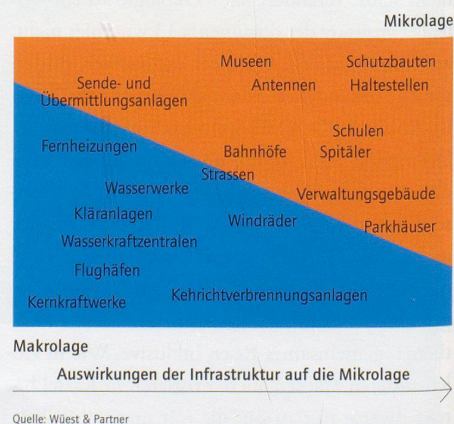 Mikrolage
Museen
Schutzbauten
Sende- und
Übermittlungsanlagen
Antennen
Haltestellen
Schulen
Fernheizungen
Bahnhöfe
Spitäler
Strassen
Wasserwerke
Verwaltungsgebäude
Kläranlagen
Windräder
Parkhäuser
Wasserkraftzentralen
Flughäfen
Kernkraftwerke
Kehrichtverbrennungsanlagen
Makrolage
Auswirkungen der Infrastruktur auf die Mikrolage
Quelle: Wüest & Partner